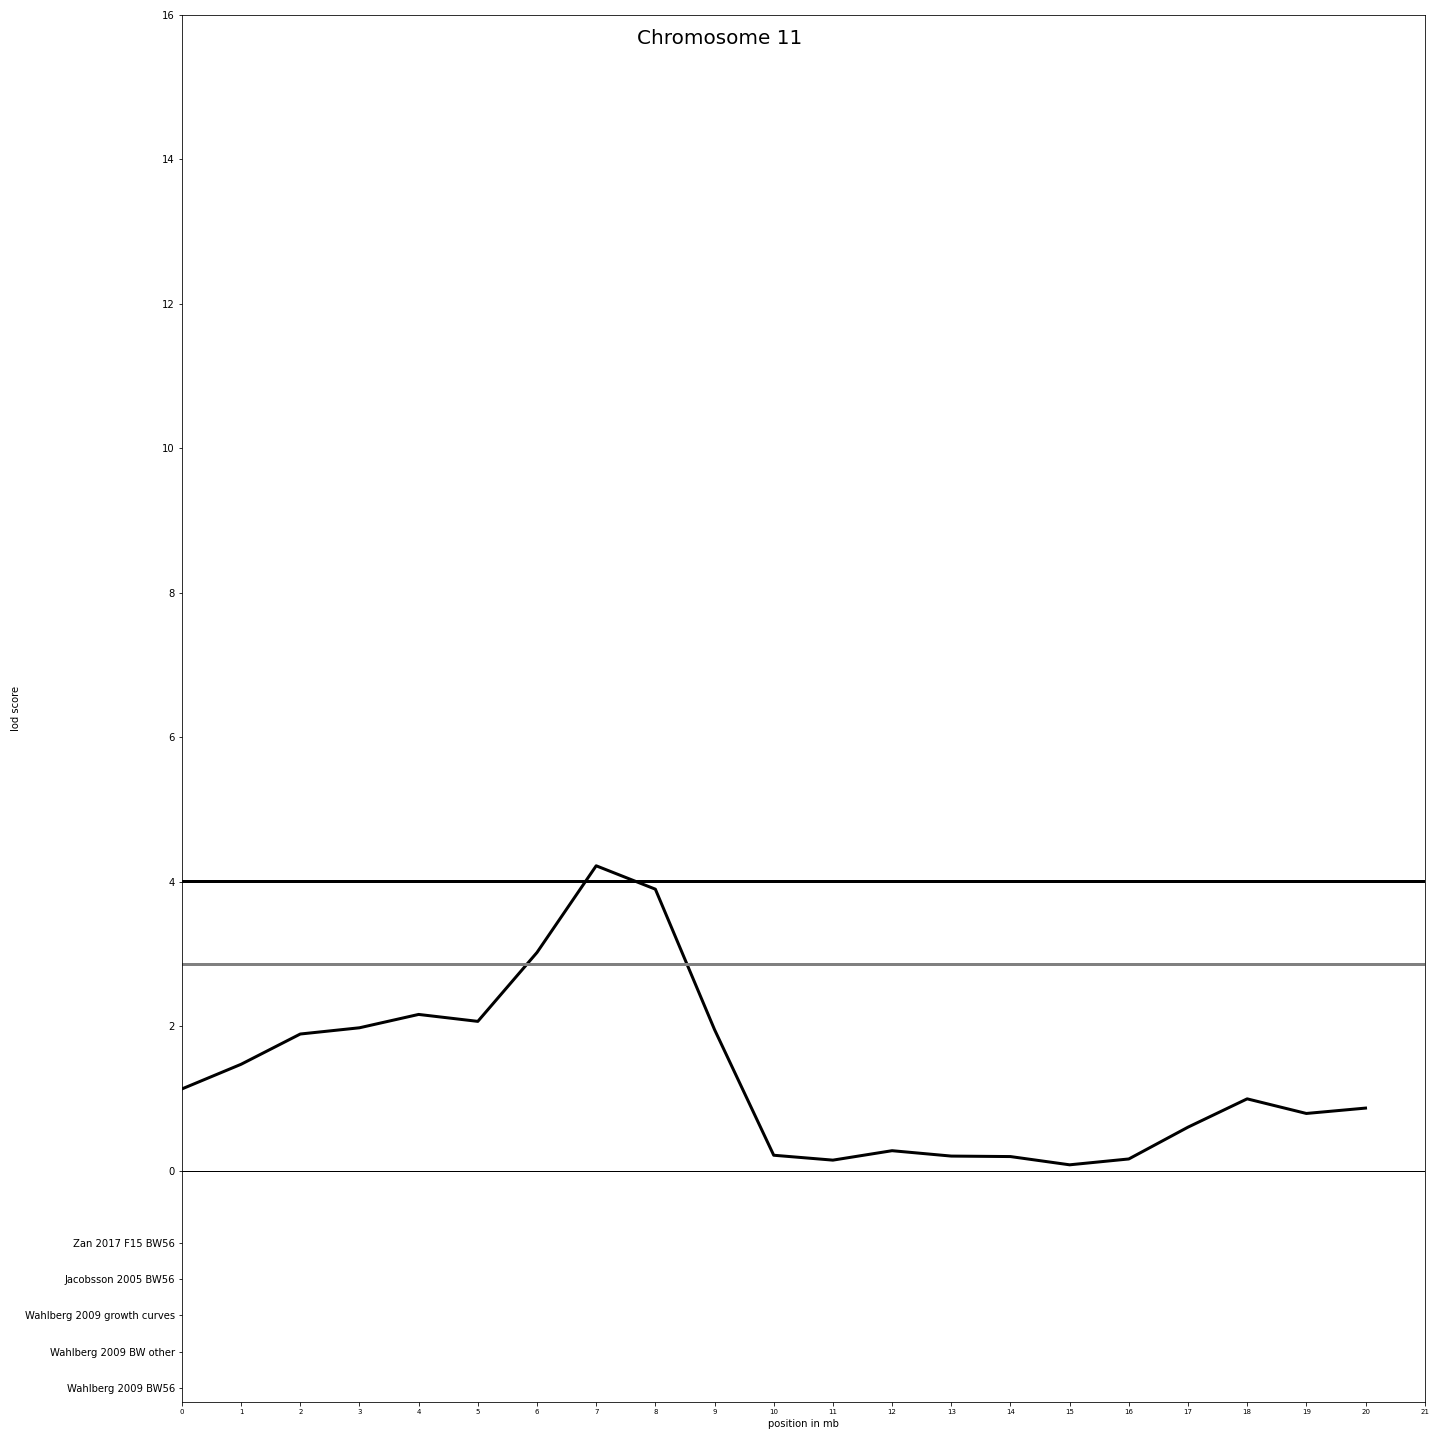 Chromosome 11
16
14
12
10
8
6
4
2
0
lod score
Zan 2017 F15 BW56
Jacobsson 2005 BW56
Wahlberg 2009 growth curves
Wahlberg 2009 BW other
Wahlberg 2009 BW56
0 1 2 3 4 5 6 7 8 9 10 11 12 13 14 15 16 17 18 19 20 21
position in mb